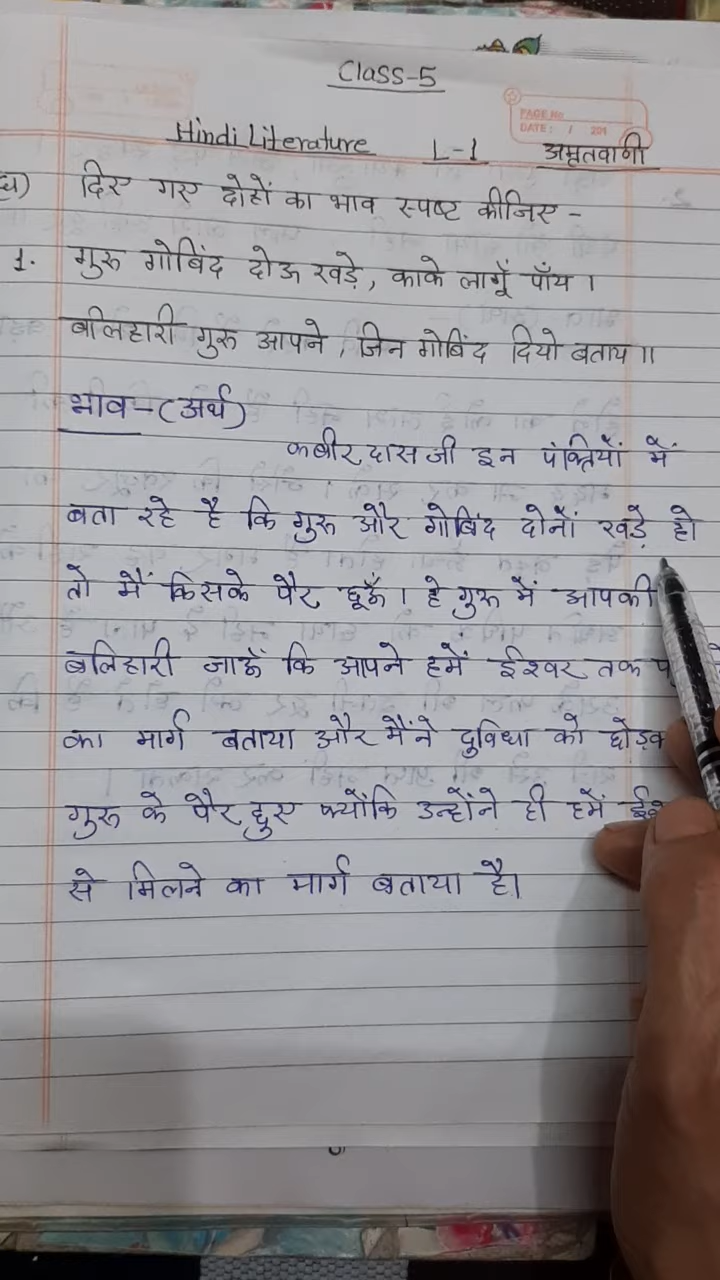 Class-5
PAGE No
DATE: / 201
Hindi Literature L-1 अमृतवाणी
घ) दिए गए दोहों का भाव स्पष्ट कीजिए -
1. गुरु गोबिंद दोऊ खड़े, काके लागूँ पाँय ।
बलिहारी गुरु आपने, जिन गोबिंद दियो बताय ॥
भाव-(अर्थ)
कबीरदास जी इन पंक्तियों में
बता रहे है कि गुरु और गोबिंद दोनों खड़े हो
तो मैं किसके पैर छूऊँ। हे गुरु में आपकी
बलिहारी जाऊँ कि आपने हमें ईश्वर तक
का मार्ग बताया और मैंने दुविधा को
गुरु के पैर छुए क्योंकि उन्होंने ही हमें
से मिलने का मार्ग बताया है।